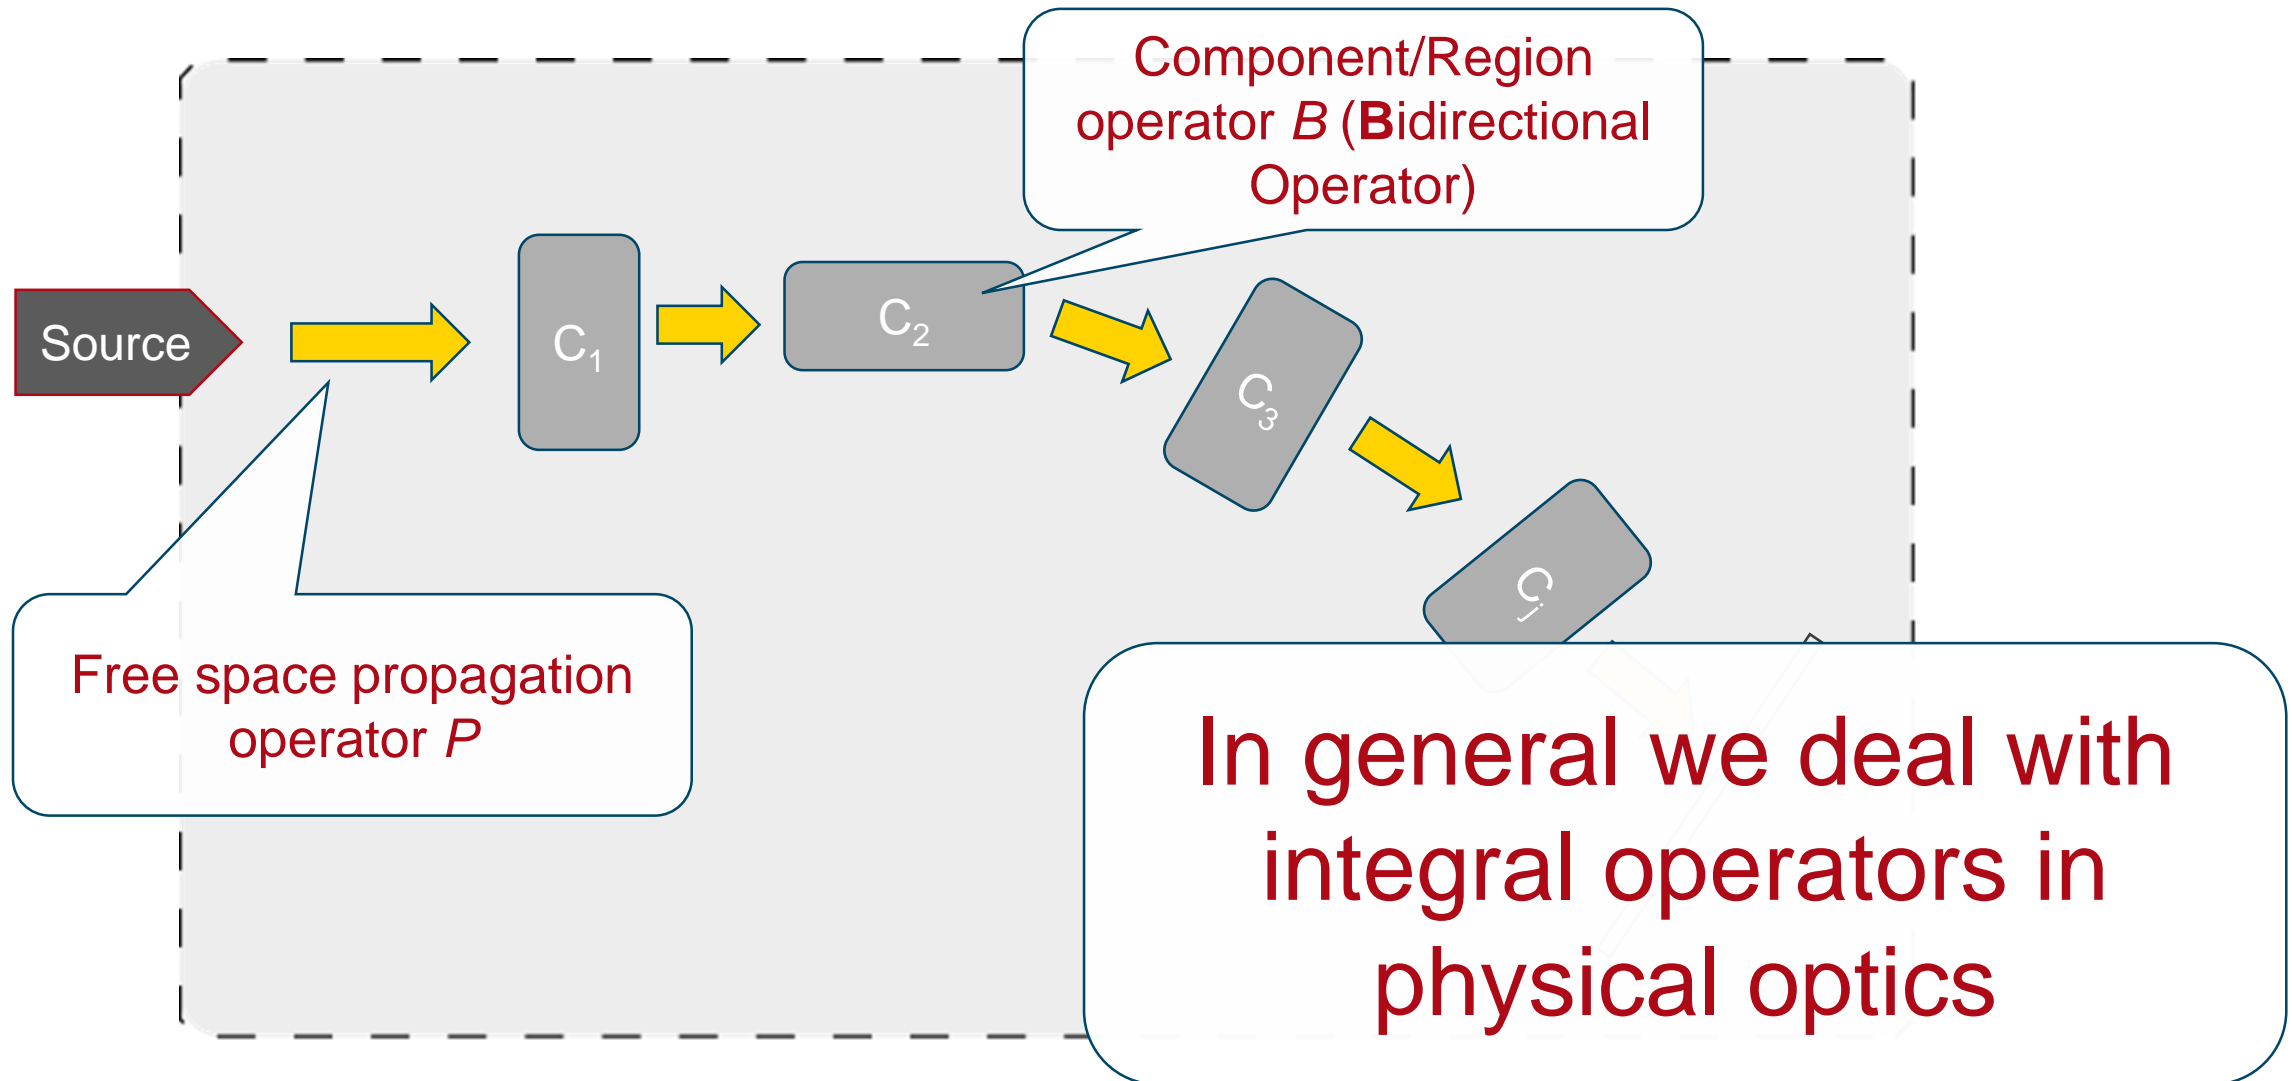 Component/Region
operator B (Bidirectional
Operator)
Source
C₁
C₂
C₃
Cⱼ
Free space propagation
operator P
In general we deal with
integral operators in
physical optics